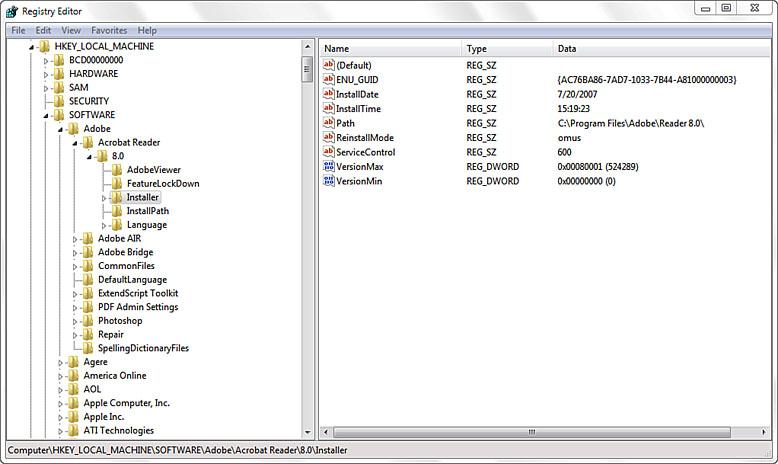 Registry Editor
File Edit View Favorites Help
HKEY_LOCAL_MACHINE
BCD00000000
HARDWARE
SAM
SECURITY
SOFTWARE
Adobe
Acrobat Reader
8.0
AdobeViewer
FeatureLockDown
Installer
InstallPath
Language
Adobe AIR
Adobe Bridge
CommonFiles
DefaultLanguage
ExtendScript Toolkit
PDF Admin Settings
Photoshop
Repair
SpellingDictionaryFiles
Agere
America Online
AOL
Apple Computer, Inc.
Apple Inc.
ATI Technologies
Name Type Data
(Default) REG_SZ
ENU_GUID REG_SZ {AC76BA86-7AD7-1033-7B44-A81000000003}
InstallDate REG_SZ 7/20/2007
InstallTime REG_SZ 15:19:23
Path REG_SZ C:\Program Files\Adobe\Reader 8.0\
ReinstallMode REG_SZ omus
ServiceControl REG_SZ 600
VersionMax REG_DWORD 0x00080001 (524289)
VersionMin REG_DWORD 0x00000000 (0)
Computer\HKEY_LOCAL_MACHINE\SOFTWARE\Adobe\Acrobat Reader\8.0\Installer